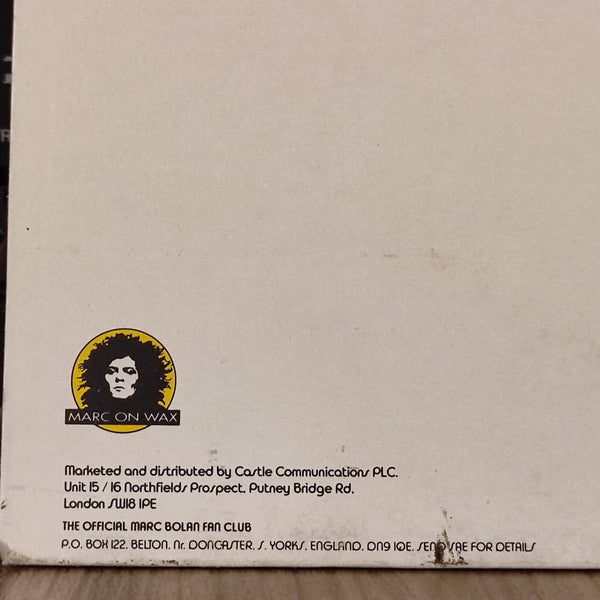 MARC ON WAX
Marketed and distributed by Castle Communications PLC.
Unit 15 / 16 Northfields Prospect, Putney Bridge Rd,
London SW18 1PE
THE OFFICIAL MARC BOLAN FAN CLUB
P.O. BOX 122, BELTON, Nr. DONCASTER, S. YORKS, ENGLAND, DN9 1QE. SEND SAE FOR DETAILS